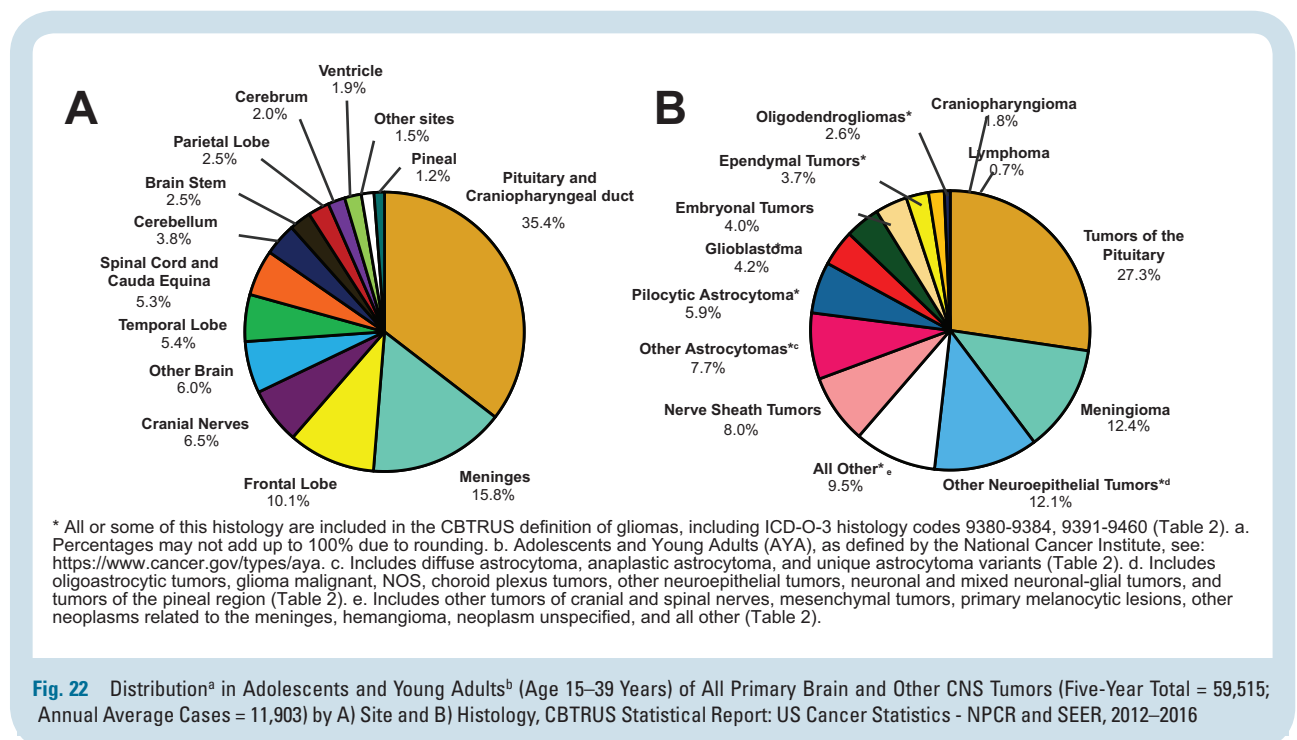 A
Ventricle
1.9%
Cerebrum
2.0%
Other sites
1.5%
Parietal Lobe
2.5%
Pineal
1.2%
Brain Stem
2.5%
Pituitary and
Craniopharyngeal duct
35.4%
Cerebellum
3.8%
Spinal Cord and
Cauda Equina
5.3%
Temporal Lobe
5.4%
Other Brain
6.0%
Cranial Nerves
6.5%
Frontal Lobe
10.1%
Meninges
15.8%
B
Craniopharyngioma
1.8%
Oligodendrogliomas*
2.6%
Lymphoma
0.7%
Ependymal Tumors*
3.7%
Embryonal Tumors
4.0%
Tumors of the
Pituitary
27.3%
Glioblastoma
4.2%
Pilocytic Astrocytoma*
5.9%
Other Astrocytomas*c
7.7%
Nerve Sheath Tumors
8.0%
Meningioma
12.4%
All Other* e
9.5%
Other Neuroepithelial Tumors*d
12.1%
* All or some of this histology are included in the CBTRUS definition of gliomas, including ICD-O-3 histology codes 9380-9384, 9391-9460 (Table 2). a.
Percentages may not add up to 100% due to rounding. b. Adolescents and Young Adults (AYA), as defined by the National Cancer Institute, see:
https://www.cancer.gov/types/aya. c. Includes diffuse astrocytoma, anaplastic astrocytoma, and unique astrocytoma variants (Table 2). d. Includes
oligoastrocytic tumors, glioma malignant, NOS, choroid plexus tumors, other neuroepithelial tumors, neuronal and mixed neuronal-glial tumors, and
tumors of the pineal region (Table 2). e. Includes other tumors of cranial and spinal nerves, mesenchymal tumors, primary melanocytic lesions, other
neoplasms related to the meninges, hemangioma, neoplasm unspecified, and all other (Table 2).
Fig. 22 Distributiona in Adolescents and Young Adultsb (Age 15–39 Years) of All Primary Brain and Other CNS Tumors (Five-Year Total = 59,515;
Annual Average Cases = 11,903) by A) Site and B) Histology, CBTRUS Statistical Report: US Cancer Statistics - NPCR and SEER, 2012–2016